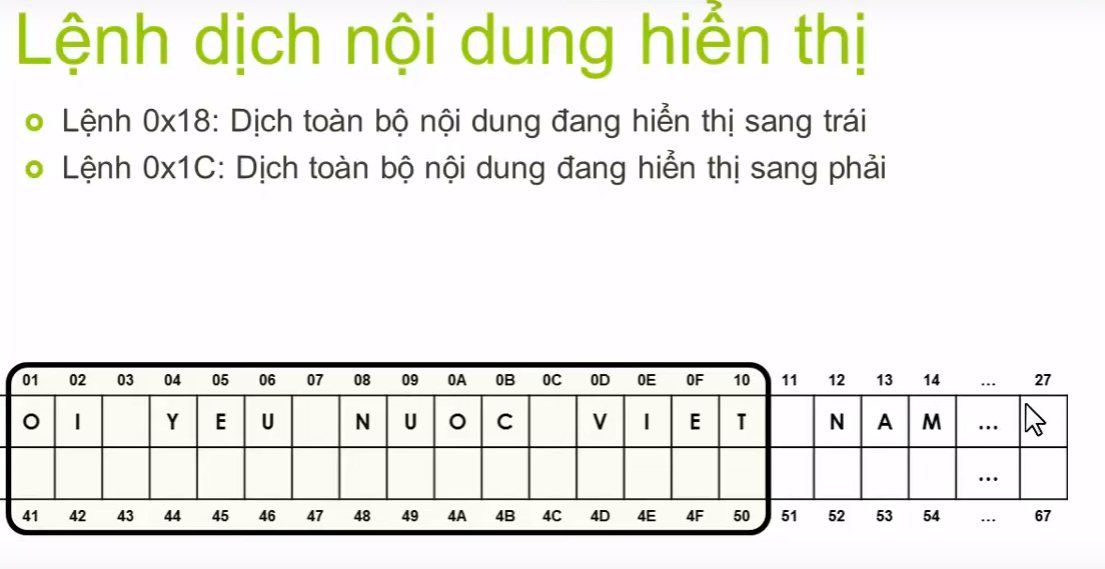 Lệnh dịch nội dung hiển thị
Lệnh 0x18: Dịch toàn bộ nội dung đang hiển thị sang trái
Lệnh 0x1C: Dịch toàn bộ nội dung đang hiển thị sang phải
01 02 03 04 05 06 07 08 09 0A 0B 0C 0D 0E 0F 10 11 12 13 14 ... 27
O I Y E U N U O C V I E T N A M ...
...
41 42 43 44 45 46 47 48 49 4A 4B 4C 4D 4E 4F 50 51 52 53 54 ... 67